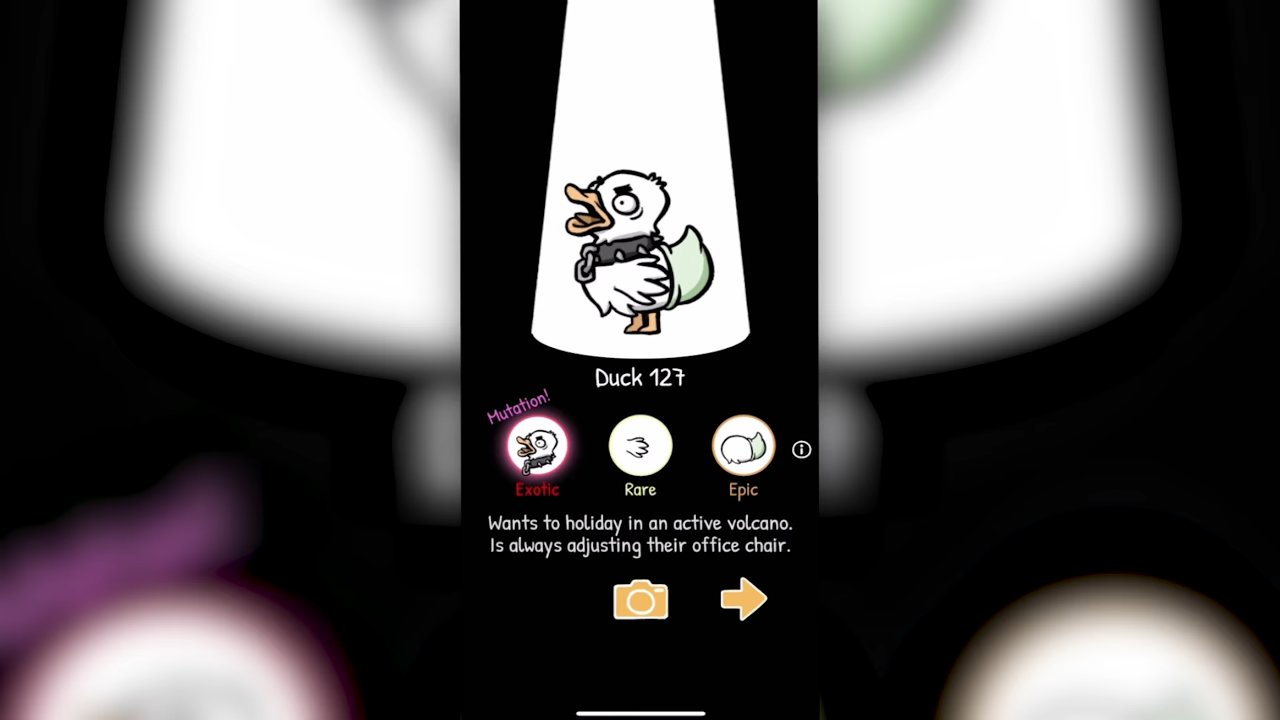 Duck 127
Mutation!
Exotic
Rare
Epic
Wants to holiday in an active volcano.
Is always adjusting their office chair.